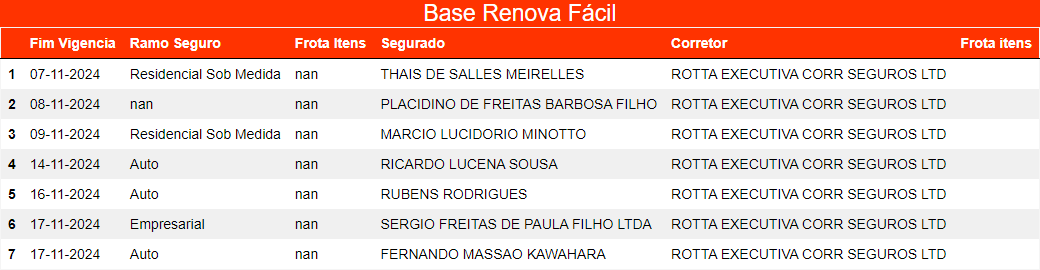 Base Renova Fácil
Fim Vigencia Ramo Seguro Frota Itens Segurado Corretor Frota itens
1 07-11-2024 Residencial Sob Medida nan THAIS DE SALLES MEIRELLES ROTTA EXECUTIVA CORR SEGUROS LTD
2 08-11-2024 nan nan PLACIDINO DE FREITAS BARBOSA FILHO ROTTA EXECUTIVA CORR SEGUROS LTD
3 09-11-2024 Residencial Sob Medida nan MARCIO LUCIDORIO MINOTTO ROTTA EXECUTIVA CORR SEGUROS LTD
4 14-11-2024 Auto nan RICARDO LUCENA SOUSA ROTTA EXECUTIVA CORR SEGUROS LTD
5 16-11-2024 Auto nan RUBENS RODRIGUES ROTTA EXECUTIVA CORR SEGUROS LTD
6 17-11-2024 Empresarial nan SERGIO FREITAS DE PAULA FILHO LTDA ROTTA EXECUTIVA CORR SEGUROS LTD
7 17-11-2024 Auto nan FERNANDO MASSAO KAWAHARA ROTTA EXECUTIVA CORR SEGUROS LTD